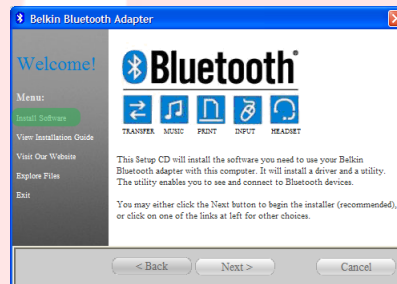 Belkin Bluetooth Adapter
Welcome!
Menu:
Install Software
View Installation Guide
Visit Our Website
Explore Files
Exit
Bluetooth®
TRANSFER MUSIC PRINT INPUT HEADSET
This Setup CD will install the software you need to use your Belkin
Bluetooth adapter with this computer. It will install a driver and a utility.
The utility enables you to see and connect to Bluetooth devices.
You may either click the Next button to begin the installer (recommended),
or click on one of the links at left for other choices.
< Back Next > Cancel